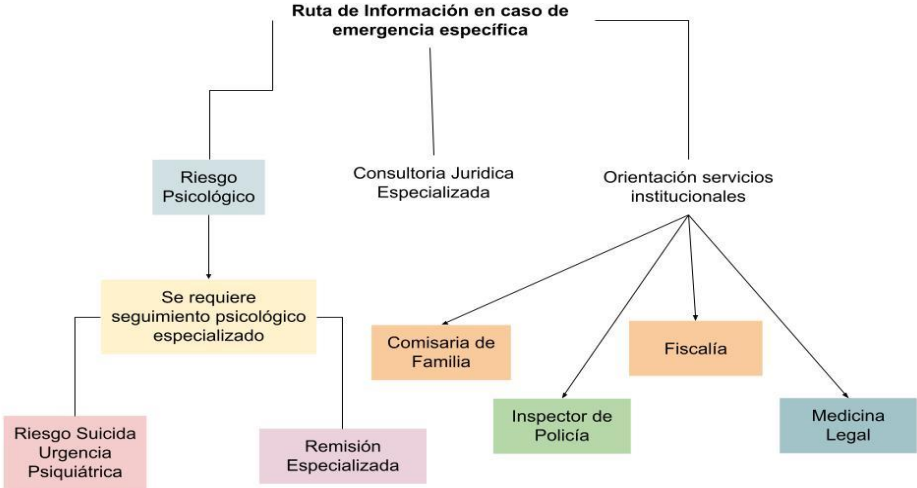 Ruta de Información en caso de
emergencia específica
Riesgo
Psicológico
Consultoria Juridica
Especializada
Orientación servicios
institucionales
Se requiere
seguimiento psicológico
especializado
Comisaria de
Familia
Fiscalía
Riesgo Suicida
Urgencia
Psiquiátrica
Remisión
Especializada
Inspector de
Policía
Medicina
Legal